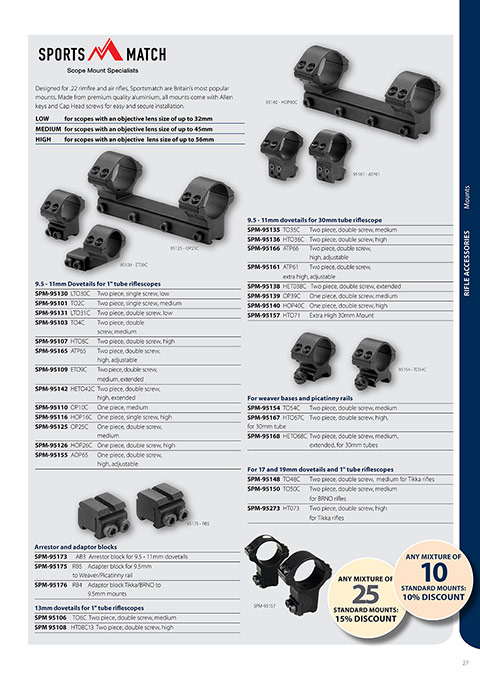 SPORTS MATCH
Scope Mount Specialists
Designed for .22 rimfire and air rifles, Sportsmatch are Britain's most popular
mounts. Made from premium quality aluminium, all mounts come with Allen
keys and Cap Head screws for easy and secure installation.
LOW for scopes with an objective lens size of up to 32mm
MEDIUM for scopes with an objective lens size of up to 45mm
HIGH for scopes with an objective lens size of up to 56mm
95140 - HOP40C
95161 - ATP61
95125 - OP25C
95109 - ET09C
9.5 - 11mm Dovetails for 1" tube riflescopes
SPM-95130 LTO30C Two piece, single screw, low
SPM-95101 TO2C Two piece, single screw, medium
SPM-95131 LTO31C Two piece, double screw, low
SPM-95103 TO4C Two piece, double
screw, medium
SPM-95107 HTO8C Two piece, double screw, high
SPM-95165 ATP65 Two piece, double screw,
high, adjustable
SPM-95109 ETO9C Two piece, double screw,
medium, extended
SPM-95142 HETO42C Two piece, double screw,
high, extended
SPM-95110 OP10C One piece, medium
SPM-95116 HOP16C One piece, single screw, high
SPM-95125 OP25C One piece, double screw,
medium
SPM-95126 HOP26C One piece, double screw, high
SPM-95155 AOP65 One piece, double screw,
high, adjustable
95175 - RB5
Arrestor and adaptor blocks
SPM-95173 AB3 Arrestor block for 9.5 - 11mm dovetails
SPM-95175 RB5 Adapter block for 9.5mm
to Weaver/Picatinny rail
SPM-95176 RB4 Adaptor block Tikka/BRNO to
9.5mm mounts
13mm dovetails for 1" tube riflescopes
SPM 95106 TO6C Two piece, double screw, medium
SPM 95108 HTO8C13 Two piece, double screw, high
9.5 - 11mm dovetails for 30mm tube riflescope
SPM-95135 TO35C Two piece, double screw, medium
SPM-95136 HTO36C Two piece, double screw, high
SPM-95166 ATP66 Two piece, double screw,
high, adjustable
SPM-95161 ATP61 Two piece, double screw,
extra high, adjustable
SPM-95138 HET038BC Two piece, double screw, extended
SPM-95139 OP39C One piece, double screw, medium
SPM-95140 HOP40C One piece, double screw, high
SPM-95157 HTO71 Extra High 30mm Mount
95154 - TO54C
For weaver bases and picatinny rails
SPM-95154 TO54C Two piece, double screw, medium
SPM-95167 HTO67C Two piece, double screw, high,
for 30mm tube
SPM-95168 HETO68C Two piece, double screw, medium,
extended, for 30mm tubes
For 17 and 19mm dovetails and 1" tube riflescopes
SPM-95148 TO48C Two piece, double screw, medium for Tikka rifles
SPM-95150 TO50C Two piece, double screw, medium
for BRNO rifles
SPM-95273 HT073 Two piece, double screw, high
for Tikka rifles
SPM-95157
ANY MIXTURE OF
25
STANDARD MOUNTS:
15% DISCOUNT
ANY MIXTURE OF
10
STANDARD MOUNTS:
10% DISCOUNT
RIFLE ACCESSORIES Mounts
27